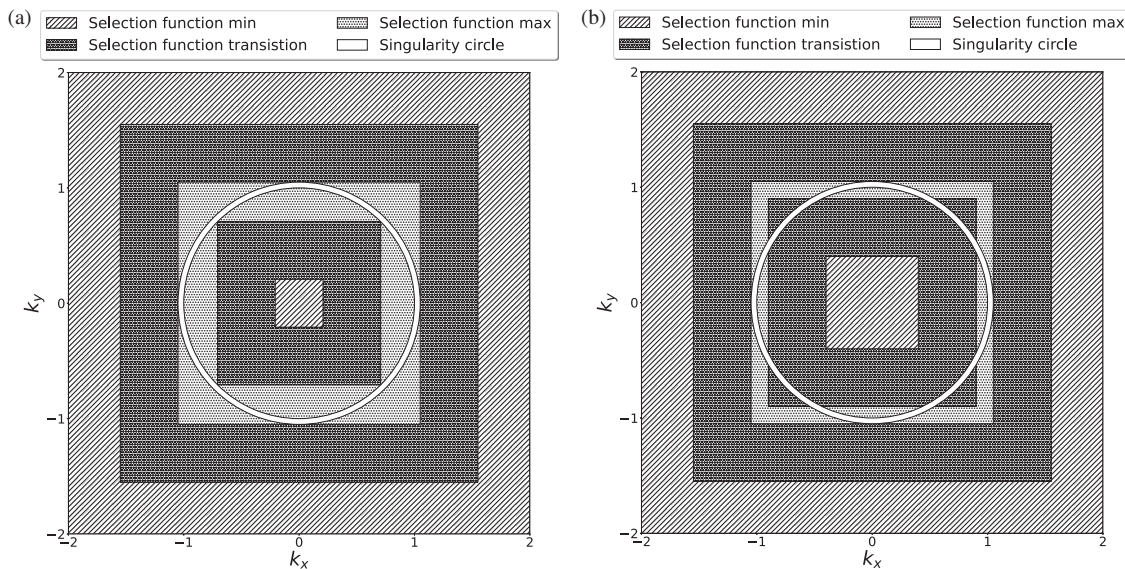 (a)
Selection function min
Selection function max
Selection function transistion
Singularity circle
2
1
0
−1
−2
k_y
−2
−1
0
1
2
k_x
(b)
Selection function min
Selection function max
Selection function transistion
Singularity circle
2
1
0
−1
−2
k_y
−2
−1
0
1
2
k_x